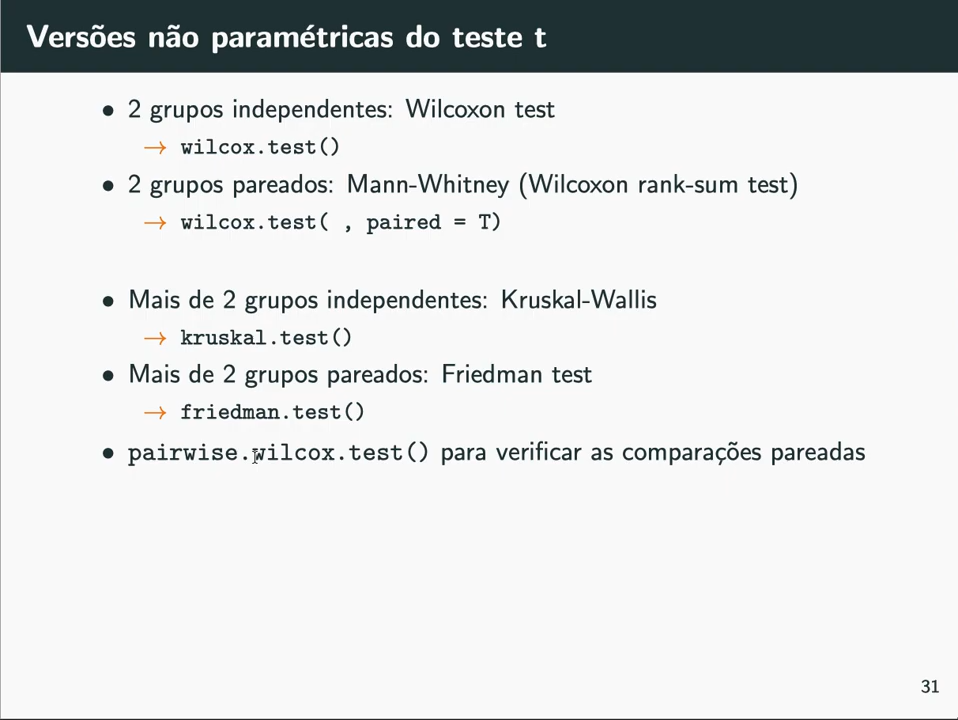 Versões não paramétricas do teste t
• 2 grupos independentes: Wilcoxon test
→ wilcox.test()
• 2 grupos pareados: Mann-Whitney (Wilcoxon rank-sum test)
→ wilcox.test( , paired = T)
• Mais de 2 grupos independentes: Kruskal-Wallis
→ kruskal.test()
• Mais de 2 grupos pareados: Friedman test
→ friedman.test()
• pairwise.wilcox.test() para verificar as comparações pareadas
31